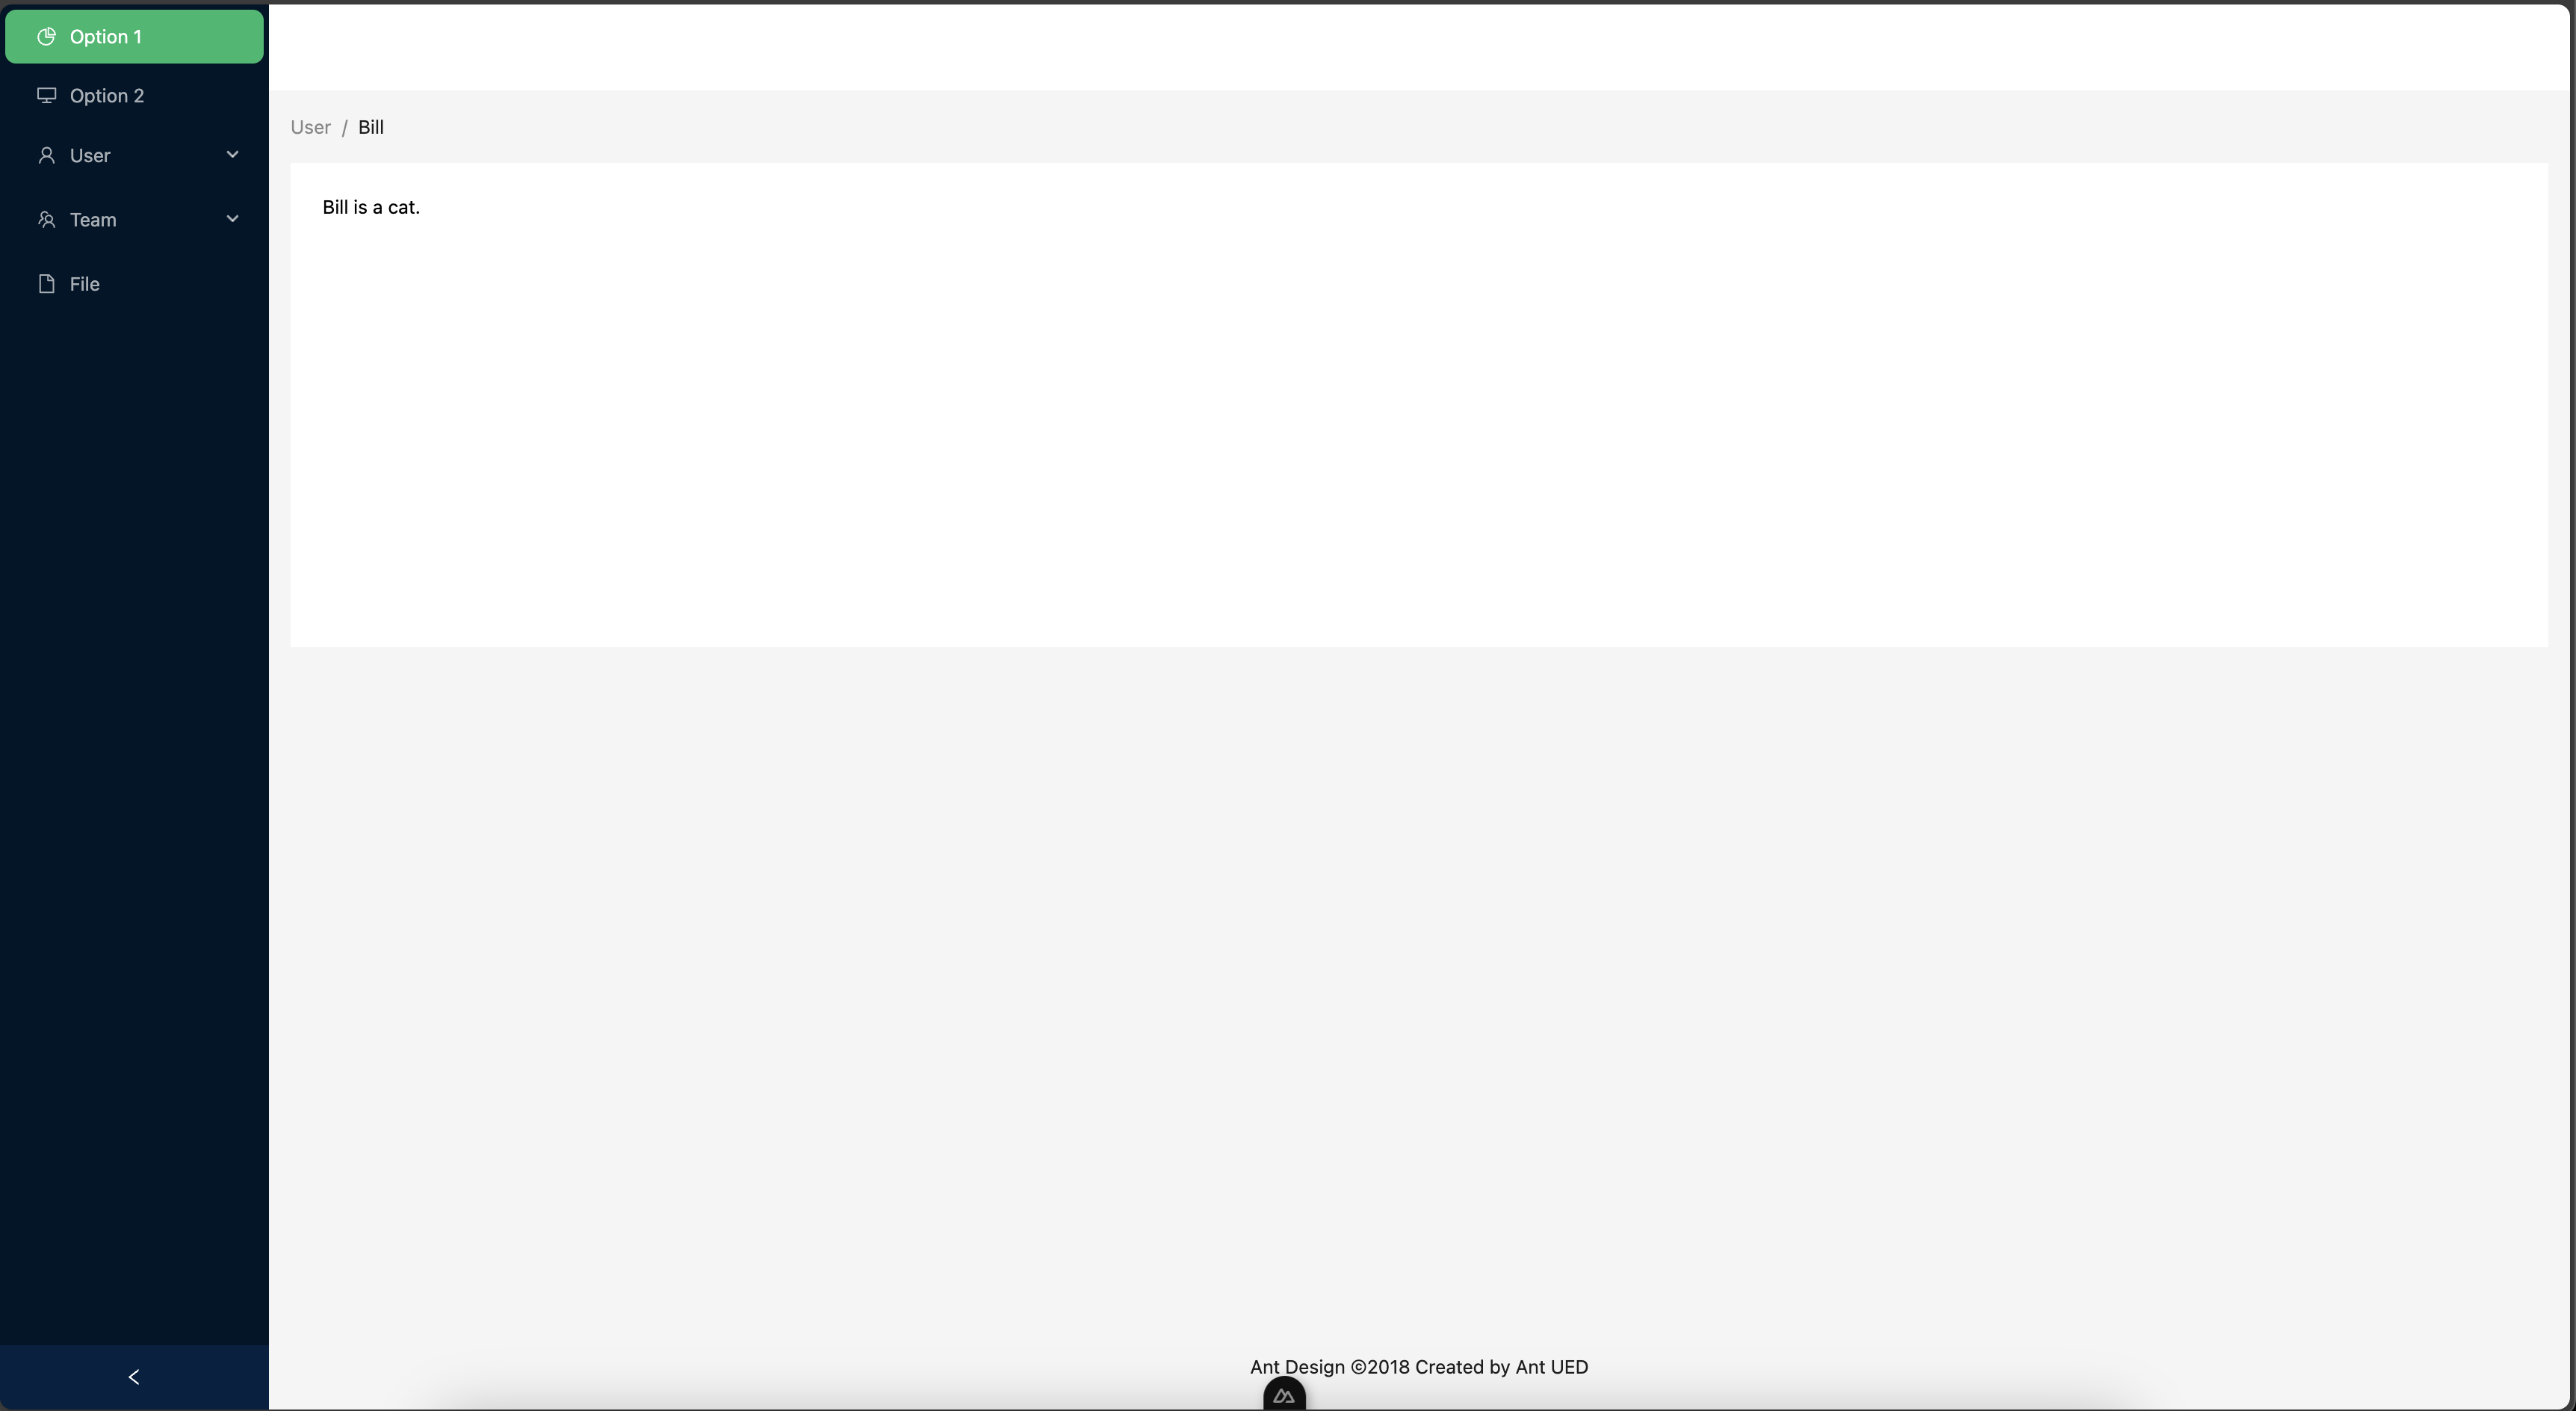 Option 1
Option 2
User
Team
File
User / Bill
Bill is a cat.
Ant Design ©2018 Created by Ant UED